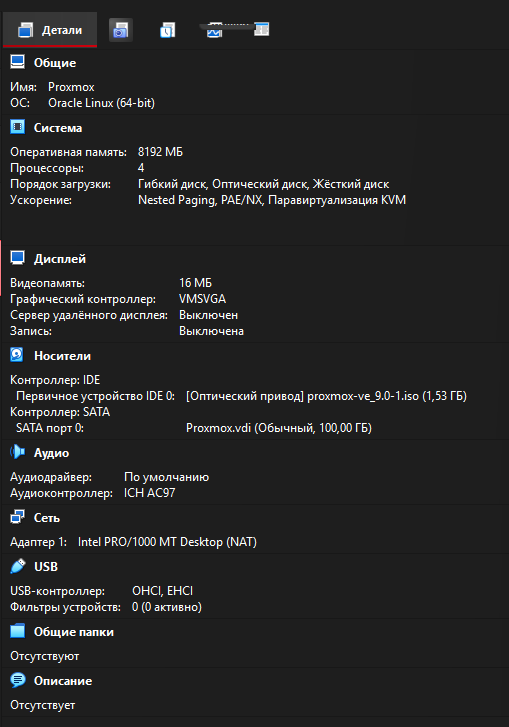 Детали
Общие
Имя: Proxmox
ОС: Oracle Linux (64-bit)
Система
Оперативная память: 8192 МБ
Процессоры: 4
Порядок загрузки: Гибкий диск, Оптический диск, Жёсткий диск
Ускорение: Nested Paging, PAE/NX, Паравиртуализация KVM
Дисплей
Видеопамять: 16 МБ
Графический контроллер: VMSVGA
Сервер удалённого дисплея: Выключен
Запись: Выключена
Носители
Контроллер: IDE
Первичное устройство IDE 0: [Оптический привод] proxmox-ve_9.0-1.iso (1,53 ГБ)
Контроллер: SATA
SATA порт 0: Proxmox.vdi (Обычный, 100,00 ГБ)
Аудио
Аудиодрайвер: По умолчанию
Аудиоконтроллер: ICH AC97
Сеть
Адаптер 1: Intel PRO/1000 MT Desktop (NAT)
USB
USB-контроллер: OHCI, EHCI
Фильтры устройств: 0 (0 активно)
Общие папки
Отсутствуют
Описание
Отсутствует